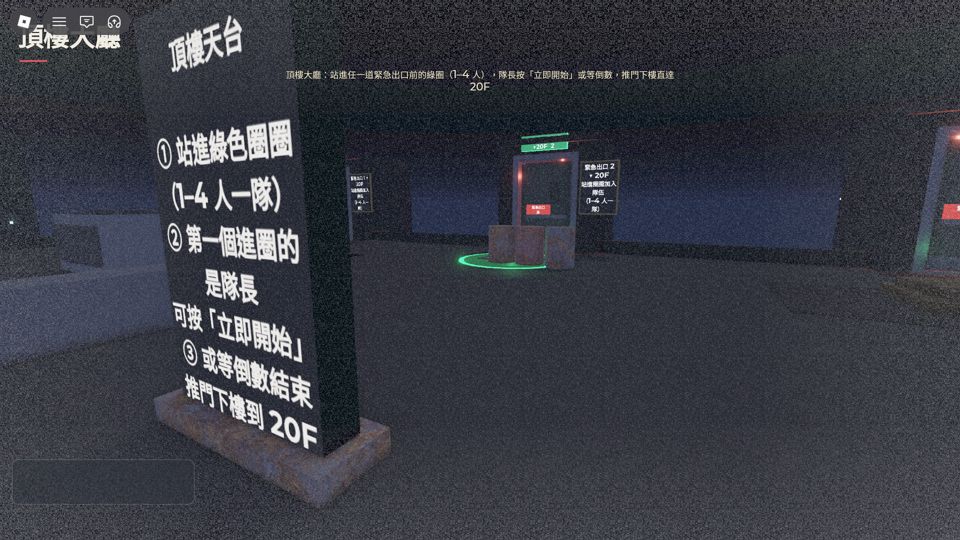 頂樓大廳
頂樓大廳：站進任一道緊急出口前的綠圈（1–4 人），隊長按「立即開始」或等倒數，推門下樓直達
20F
頂樓天台
① 站進綠色圈圈
（1–4 人一隊）
② 第一個進圈的
是隊長
可按「立即開始」
③ 或等倒數結束
推門下樓到 20F
緊急出口 2
站進綠圈加入
隊伍
（1–4 人一
隊）